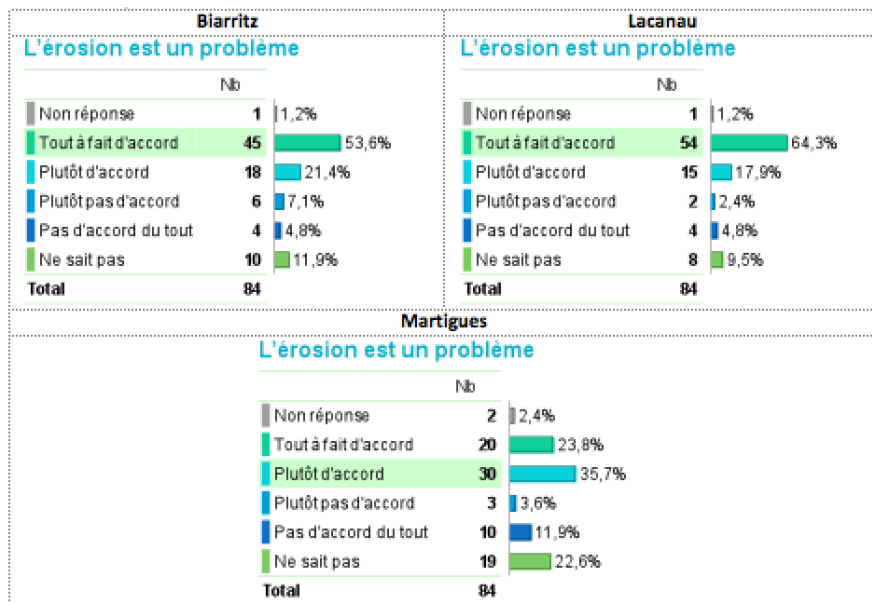 Biarritz
L'érosion est un problème
Nb
Non réponse 1 1,2%
Tout à fait d'accord 45 53,6%
Plutôt d'accord 18 21,4%
Plutôt pas d'accord 6 7,1%
Pas d'accord du tout 4 4,8%
Ne sait pas 10 11,9%
Total 84
Lacanau
L'érosion est un problème
Nb
Non réponse 1 1,2%
Tout à fait d'accord 54 64,3%
Plutôt d'accord 15 17,9%
Plutôt pas d'accord 2 2,4%
Pas d'accord du tout 4 4,8%
Ne sait pas 8 9,5%
Total 84
Martigues
L'érosion est un problème
Nb
Non réponse 2 2,4%
Tout à fait d'accord 20 23,8%
Plutôt d'accord 30 35,7%
Plutôt pas d'accord 3 3,6%
Pas d'accord du tout 10 11,9%
Ne sait pas 19 22,6%
Total 84